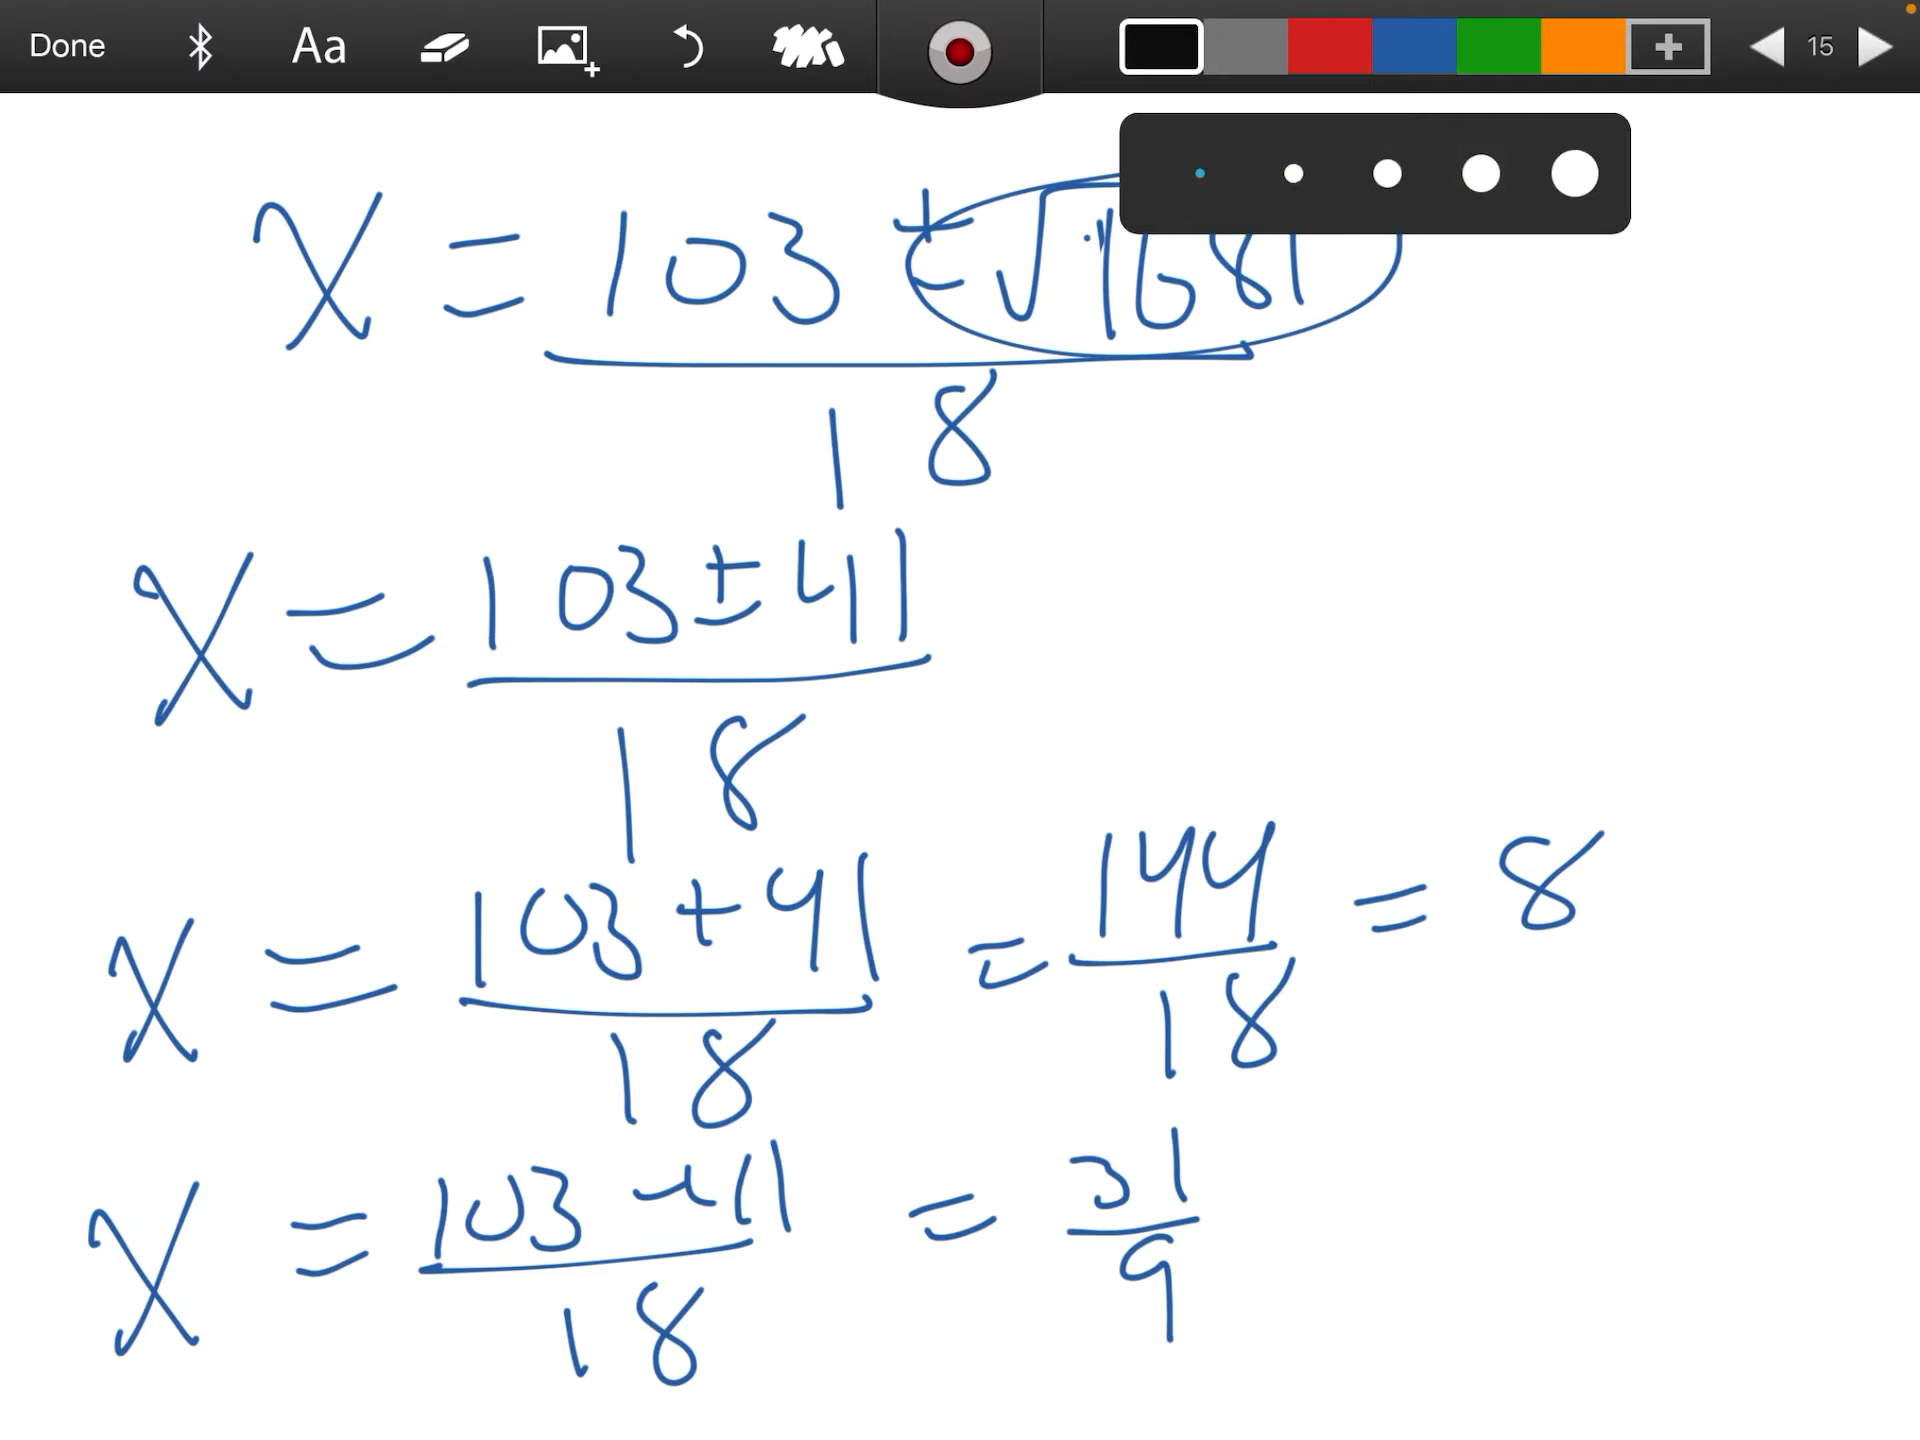 Done Aa 15
x = 103 ± √1681
18
x = 103 ± 41
18
x = 103 + 41 = 144 = 8
18 18
x = 103 - 41 = 31
18 9